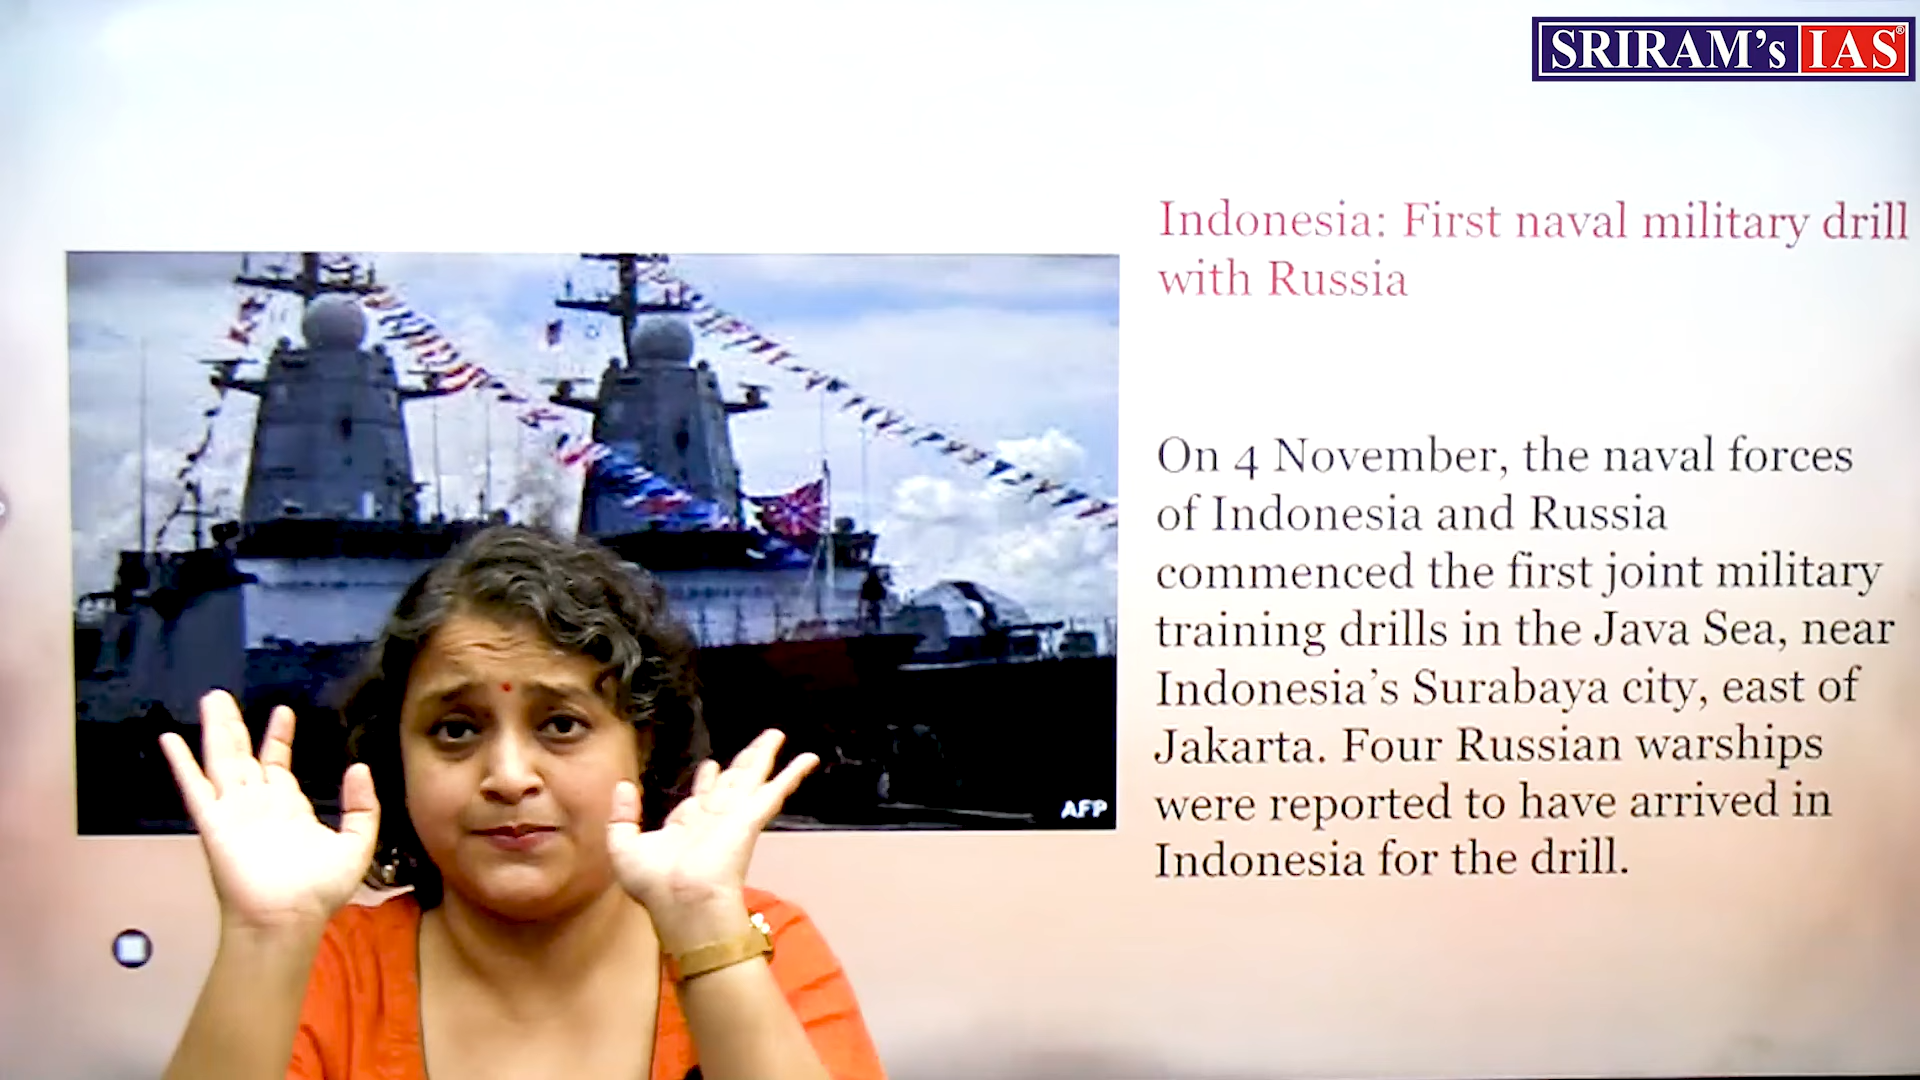 SRIRAM's IAS®
Indonesia: First naval military drill
with Russia
On 4 November, the naval forces
of Indonesia and Russia
commenced the first joint military
training drills in the Java Sea, near
Indonesia's Surabaya city, east of
Jakarta. Four Russian warships
were reported to have arrived in
Indonesia for the drill.
AFP